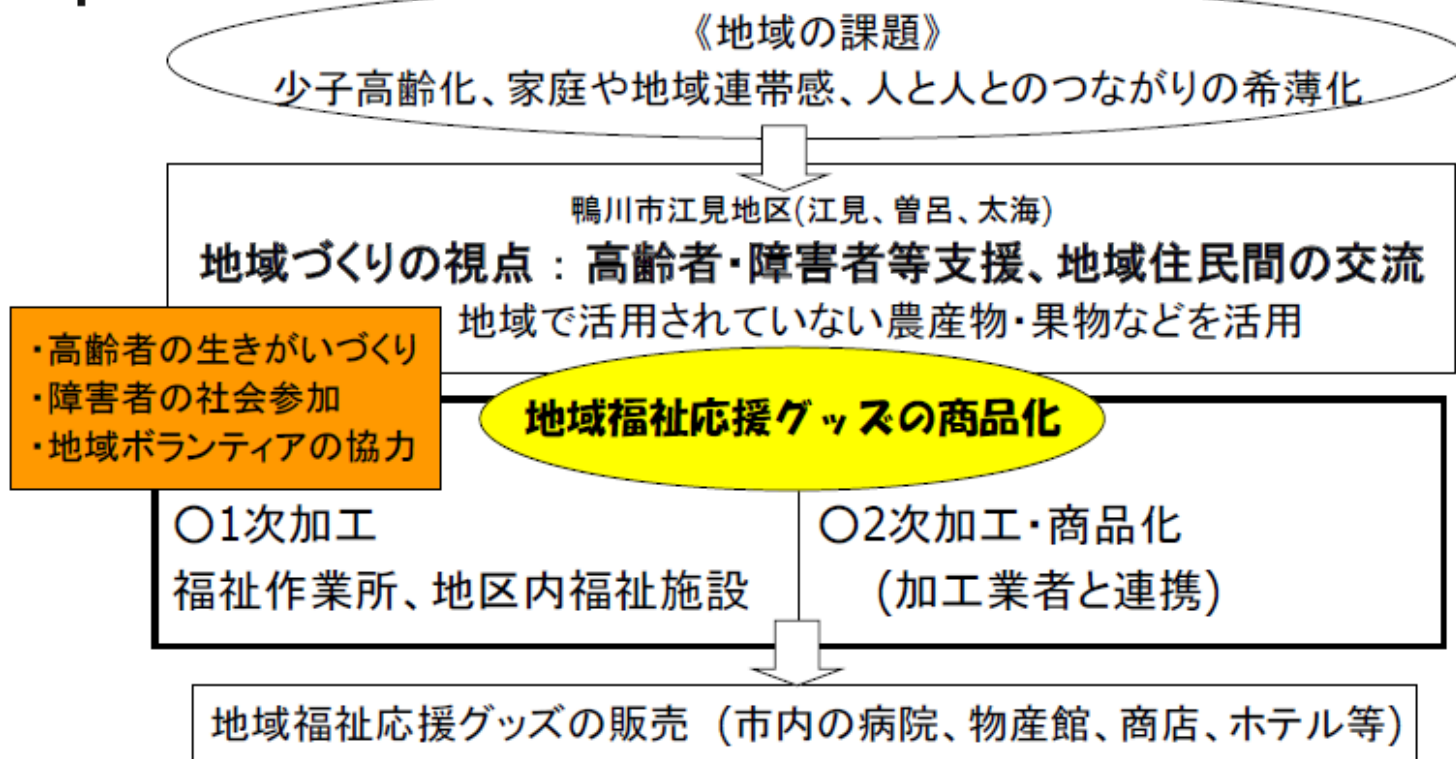 《地域の課題》
少子高齢化、家庭や地域連帯感、人と人とのつながりの希薄化
鴨川市江見地区(江見、曽呂、太海)
地域づくりの視点：高齢者・障害者等支援、地域住民間の交流
地域で活用されていない農産物・果物などを活用
・高齢者の生きがいづくり
・障害者の社会参加
・地域ボランティアの協力
地域福祉応援グッズの商品化
○1次加工
福祉作業所、地区内福祉施設
○2次加工・商品化
(加工業者と連携)
地域福祉応援グッズの販売 (市内の病院、物産館、商店、ホテル等)